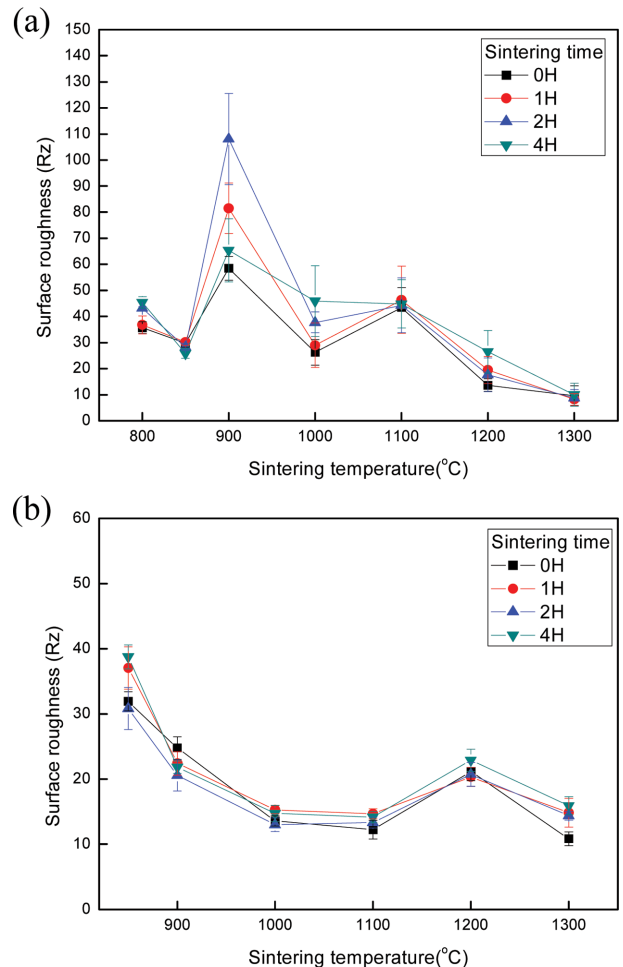 (a)
150
140
130
120
110
100
90
80
70
60
50
40
30
20
10
0
Surface roughness (Rz)
Sintering time
0H
1H
2H
4H
800 900 1000 1100 1200 1300
Sintering temperature(°C)
(b)
60
50
40
30
20
10
0
Surface roughness (Rz)
Sintering time
0H
1H
2H
4H
900 1000 1100 1200 1300
Sintering temperature(°C)